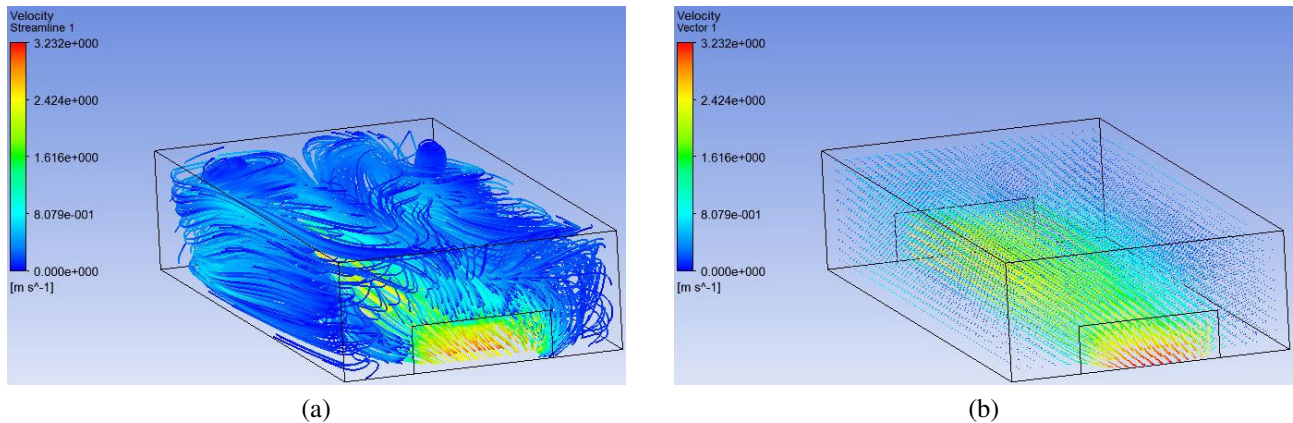 Velocity
Streamline 1
3.232e+000
2.424e+000
1.616e+000
8.079e-001
0.000e+000
[m s^-1]
(a)
Velocity
Vector 1
3.232e+000
2.424e+000
1.616e+000
8.079e-001
0.000e+000
[m s^-1]
(b)